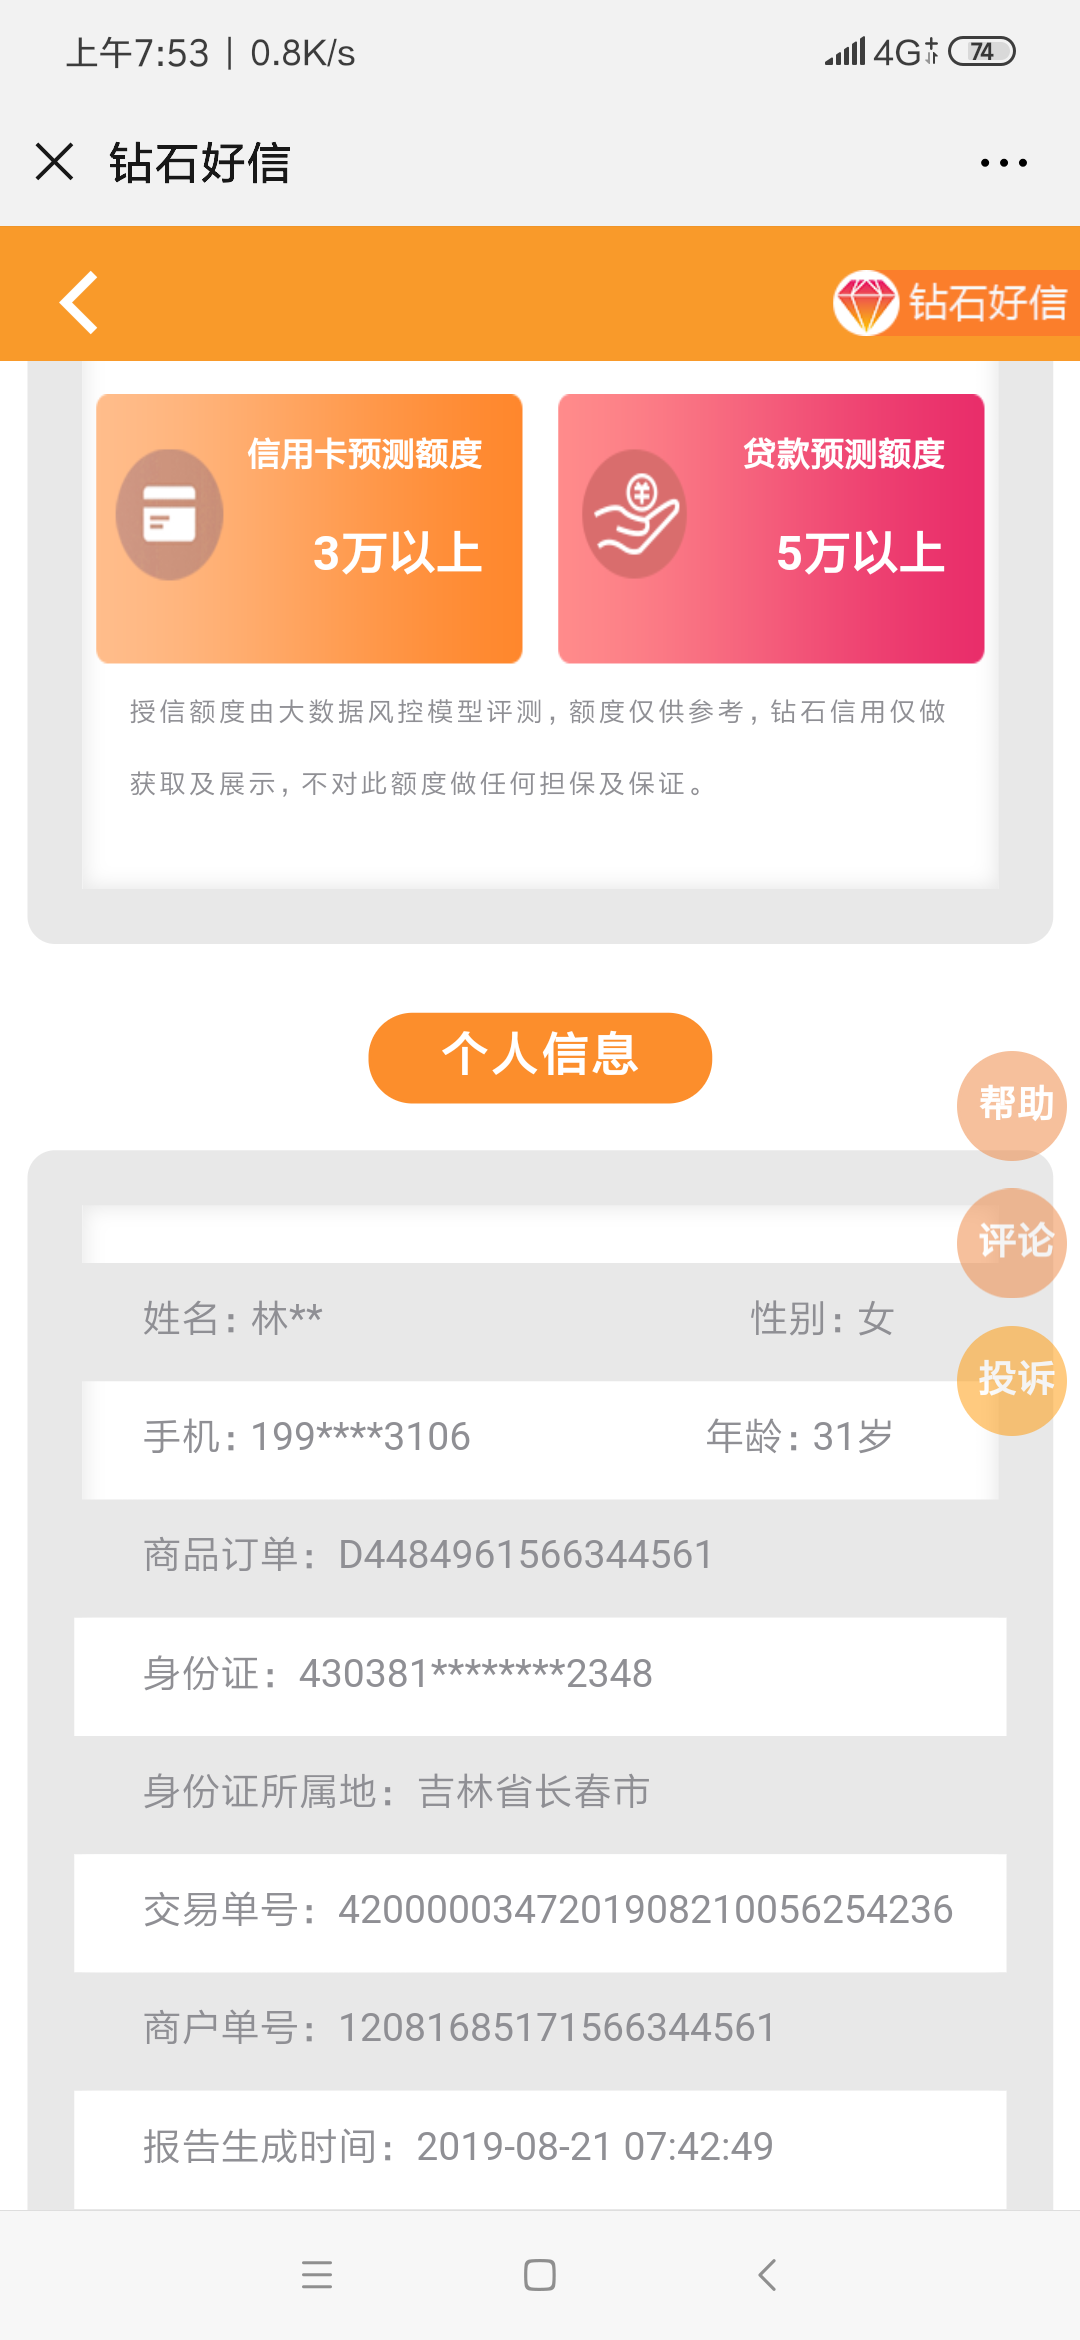 上午7:53 | 0.8K/s 4G 74
钻石好信
钻石好信
信用卡预测额度 贷款预测额度
3万以上 5万以上
授信额度由大数据风控模型评测，额度仅供参考，钻石信用仅做
获取及展示，不对此额度做任何担保及保证。
个人信息
帮助
评论
姓名：林** 性别：女
投诉
手机：199****3106 年龄：31岁
商品订单：D4484961566344561
身份证：430381********2348
身份证所属地：吉林省长春市
交易单号：4200000347201908210056254236
商户单号：12081685171566344561
报告生成时间：2019-08-21 07:42:49